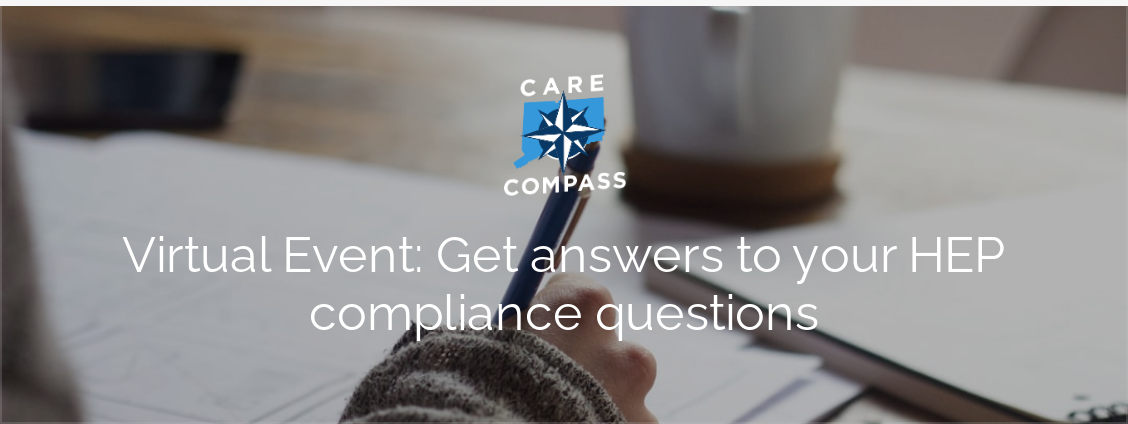 CARE
COMPASS
Virtual Event: Get answers to your HEP
compliance questions